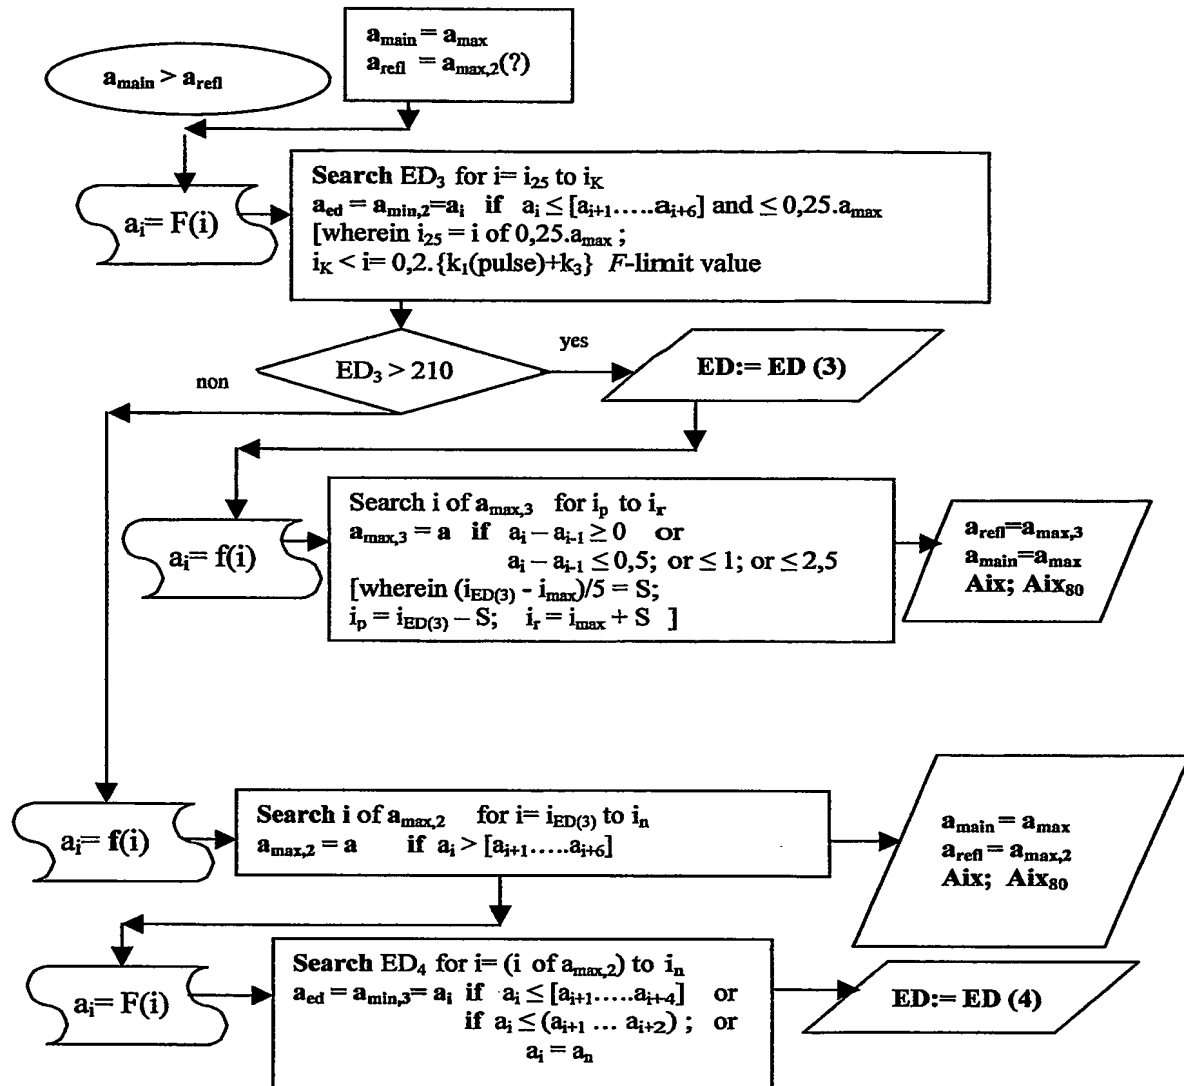 a_main > a_refl
a_main = a_max
a_refl = a_max,2(?)
a_i= F(i)
Search ED_3 for i= i_25 to i_K
a_ed = a_min,2=a_i if a_i ≤ [a_i+1.....a_i+6] and ≤ 0,25.a_max
[wherein i_25 = i of 0,25.a_max ;
i_K < i= 0,2.{k_1(pulse)+k_3} F-limit value
ED_3 > 210
yes
non
ED:= ED (3)
a_i= f(i)
Search i of a_max,3 for i_p to i_r
a_max,3 = a if a_i – a_i-1 ≥ 0 or
a_i – a_i-1 ≤ 0,5; or ≤ 1; or ≤ 2,5
[wherein (i_ED(3) - i_max)/5 = S;
i_p = i_ED(3) – S; i_r = i_max + S ]
a_refl=a_max,3
a_main=a_max
Aix; Aix_80
a_i= f(i)
Search i of a_max,2 for i= i_ED(3) to i_n
a_max,2 = a if a_i > [a_i+1.....a_i+6]
a_main = a_max
a_refl = a_max,2
Aix; Aix_80
a_i= F(i)
Search ED_4 for i= (i of a_max,2) to i_n
a_ed = a_min,3= a_i if a_i ≤ [a_i+1.....a_i+4] or
if a_i ≤ (a_i+1 ... a_i+2) ; or
a_i = a_n
ED:= ED (4)